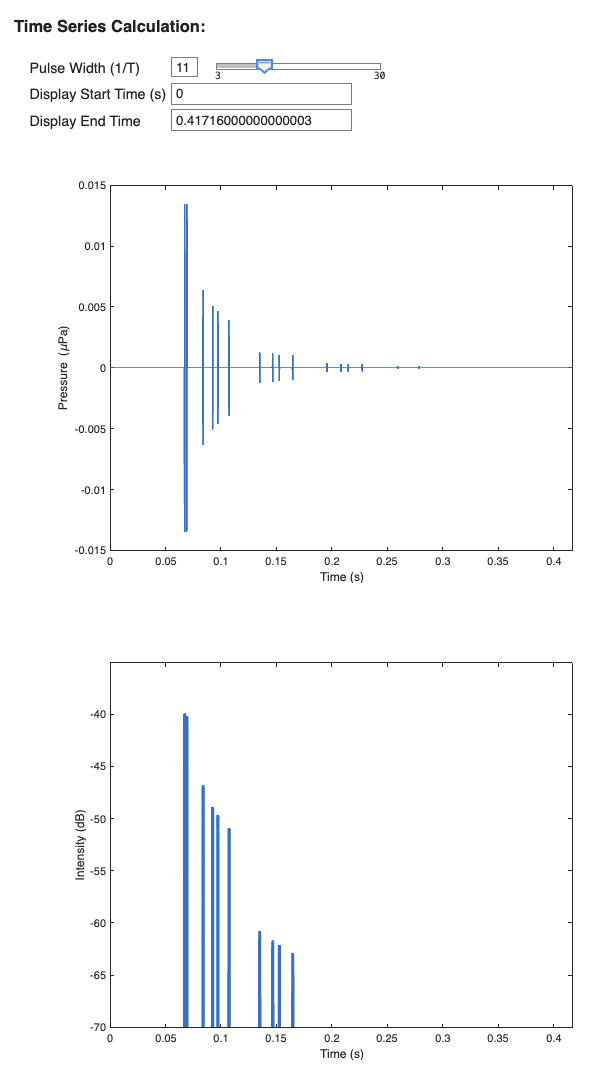 Time Series Calculation:
Pulse Width (1/T) 11
3 30
Display Start Time (s) 0
Display End Time 0.41716000000000003
0.015
0.01
0.005
0
-0.005
-0.01
-0.015
Pressure (μPa)
0 0.05 0.1 0.15 0.2 0.25 0.3 0.35 0.4
Time (s)
-40
-45
-50
-55
-60
-65
-70
Intensity (dB)
0 0.05 0.1 0.15 0.2 0.25 0.3 0.35 0.4
Time (s)